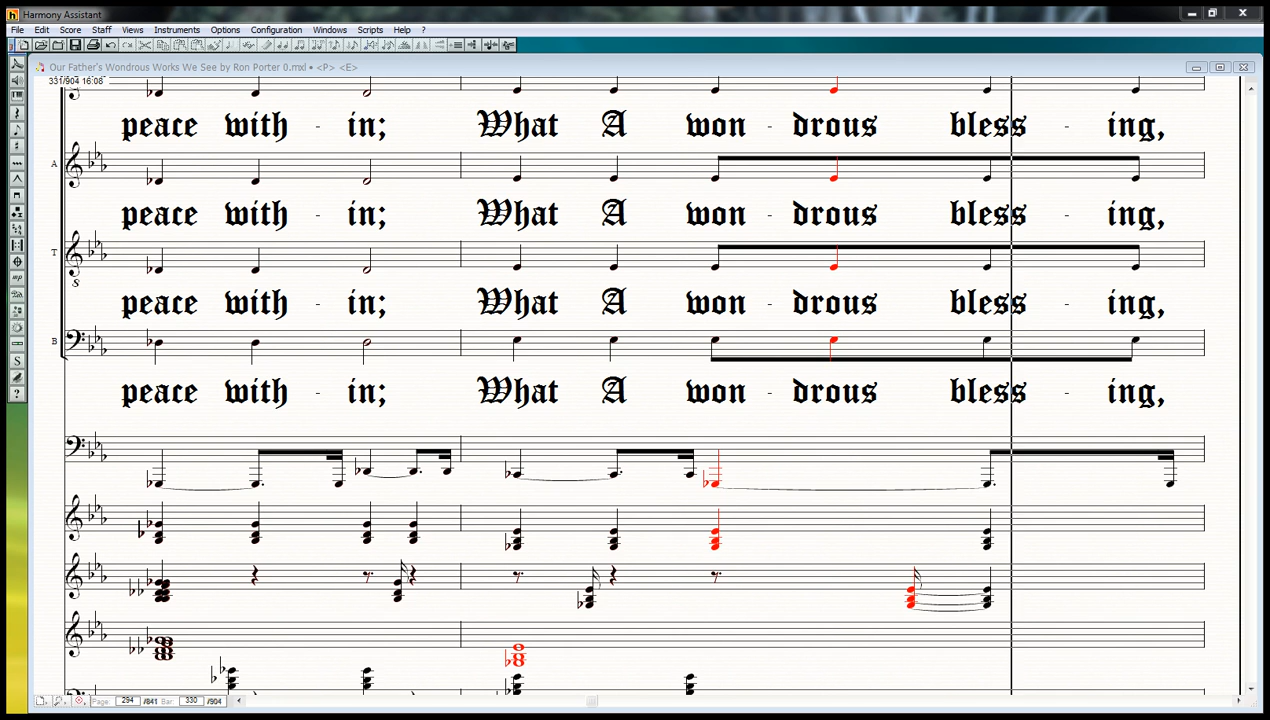 Harmony Assistant
File Edit Score Staff Views Instruments Options Configuration Windows Scripts Help ?
Our Father's Wondrous Works We See by Ron Porter 0.mxl • <P> <E>
331/904 16:08
peace with - in; What A won - drous bless - ing,
A
peace with - in; What A won - drous bless - ing,
T
8
peace with - in; What A won - drous bless - ing,
B
peace with - in; What A won - drous bless - ing,
mp
S
?
Page: 294 /841 Bar: 330 /904